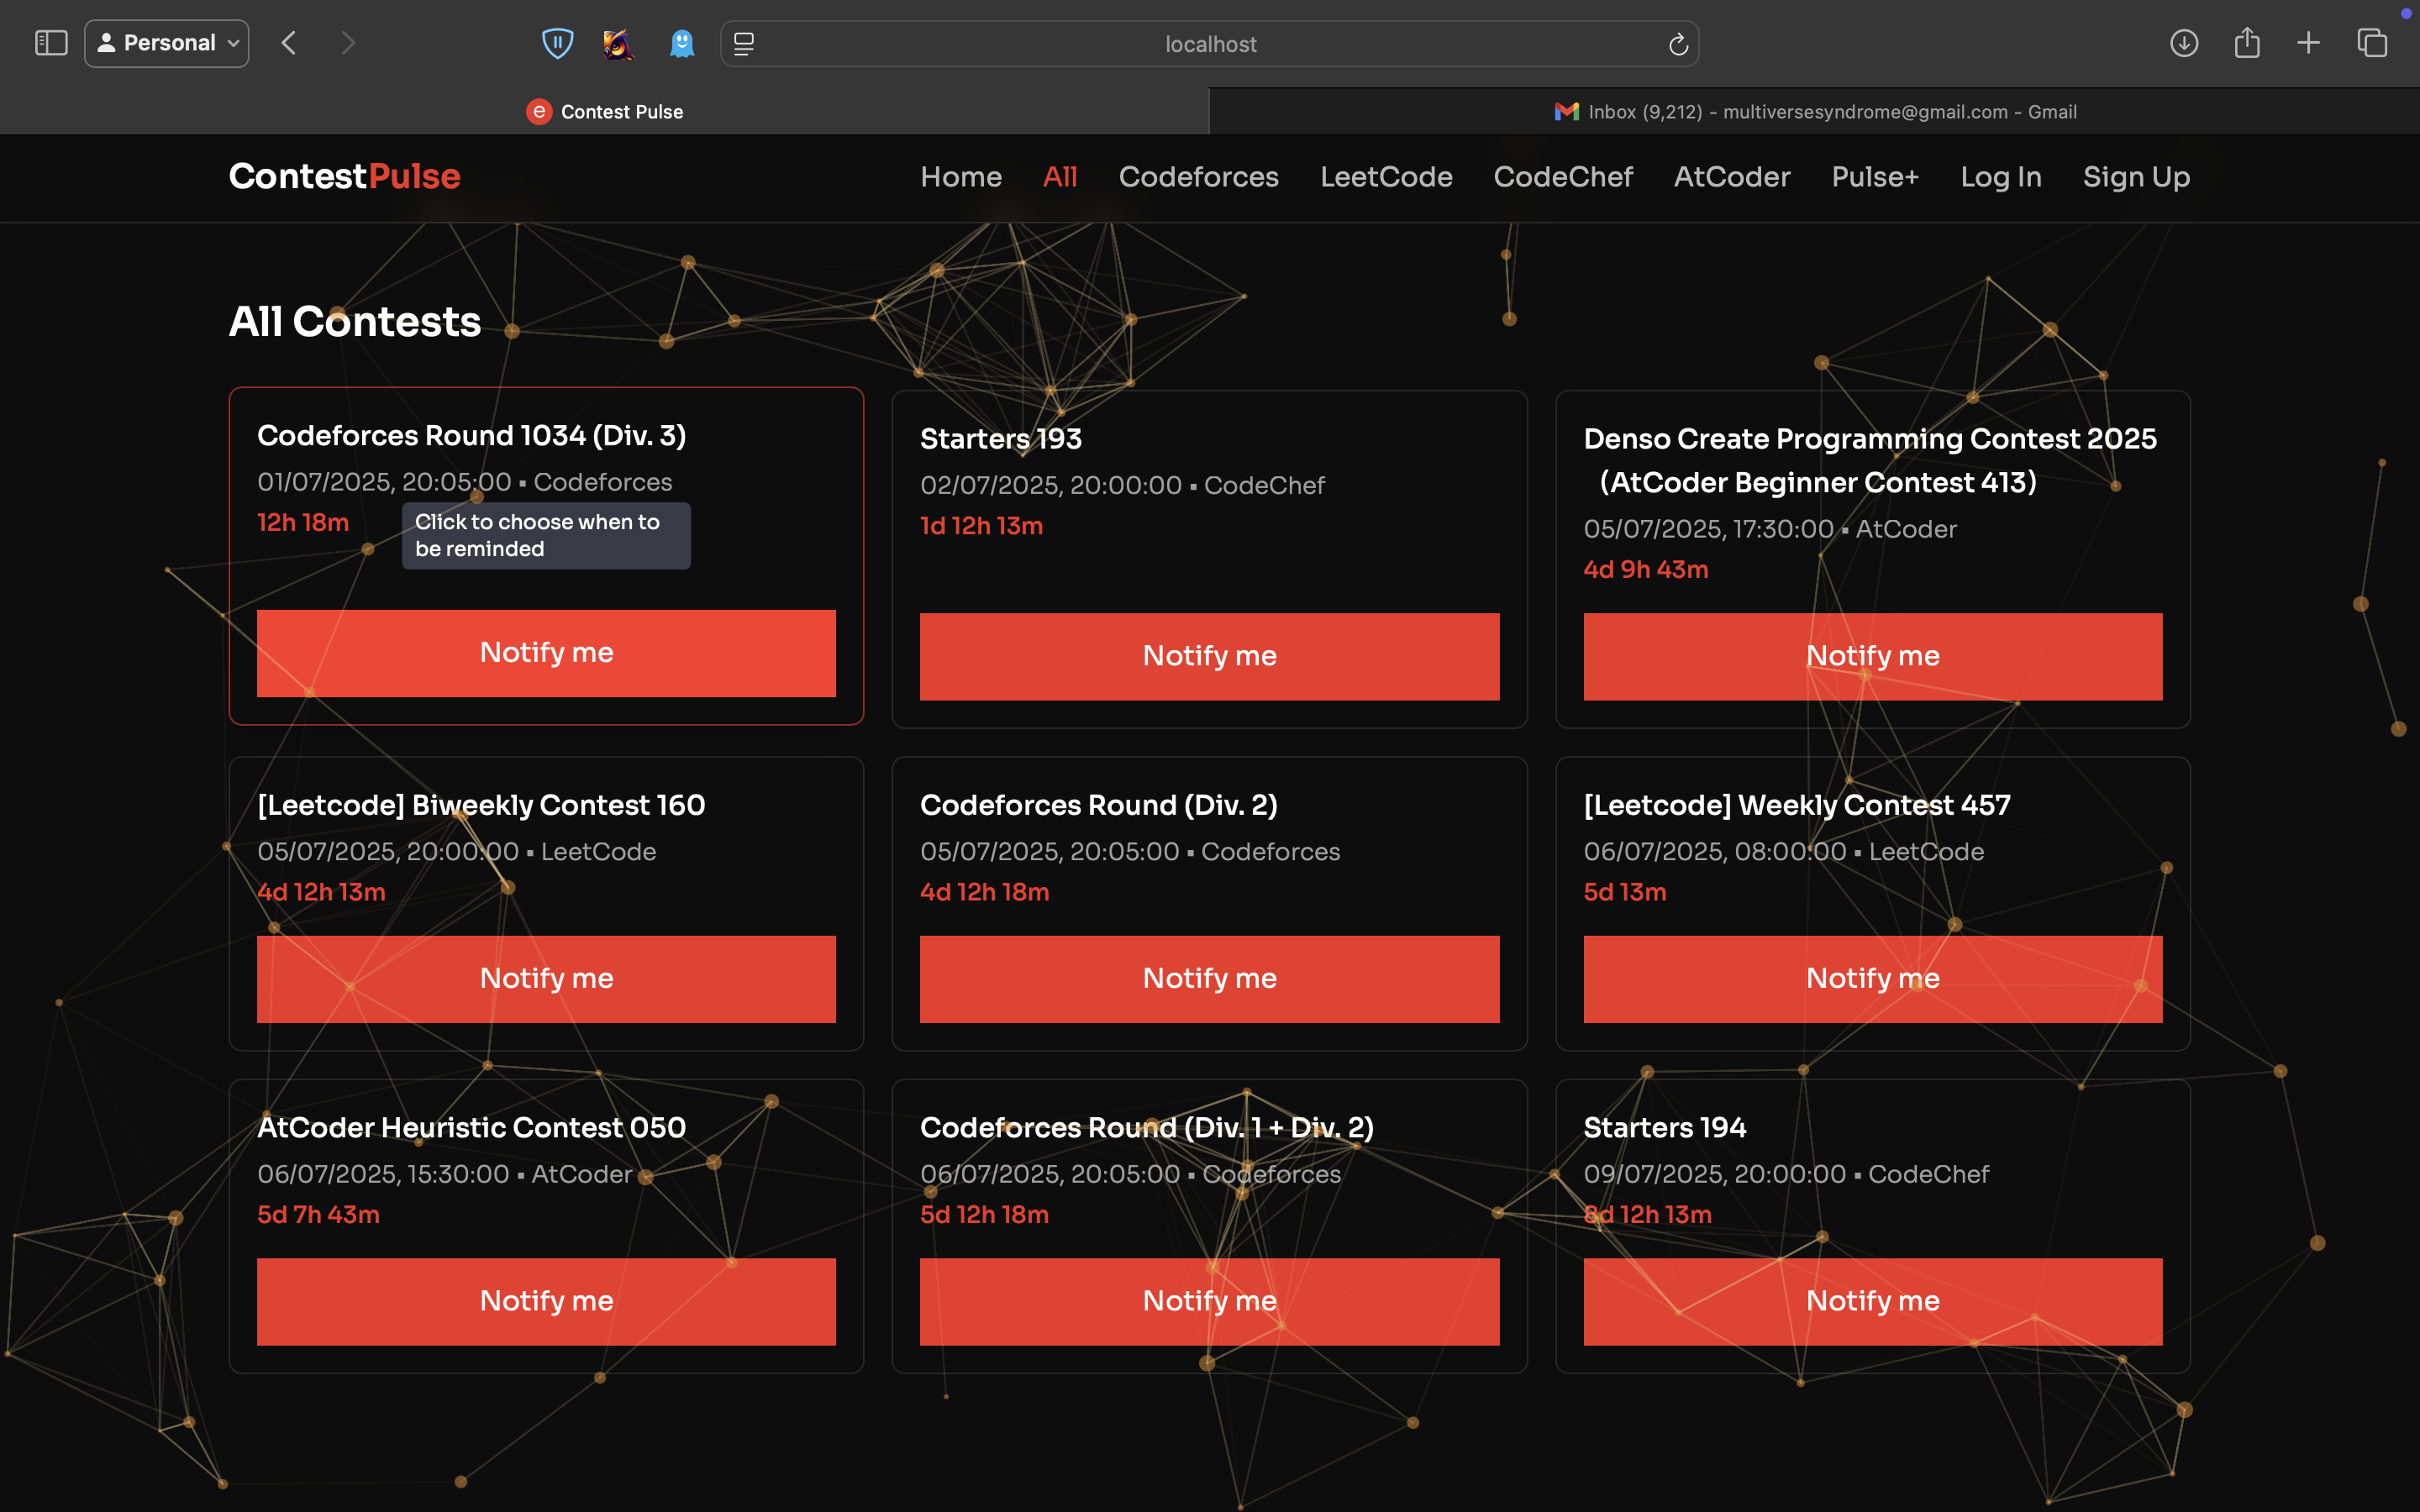 Personal
localhost
Contest Pulse
Inbox (9,212) - multiversesyndrome@gmail.com - Gmail
ContestPulse
Home All Codeforces LeetCode CodeChef AtCoder Pulse+ Log In Sign Up
All Contests
Codeforces Round 1034 (Div. 3)
01/07/2025, 20:05:00 ▪ Codeforces
12h 18m
Click to choose when to
be reminded
Notify me
Starters 193
02/07/2025, 20:00:00 ▪ CodeChef
1d 12h 13m
Notify me
Denso Create Programming Contest 2025
（AtCoder Beginner Contest 413）
05/07/2025, 17:30:00 ▪ AtCoder
4d 9h 43m
Notify me
[Leetcode] Biweekly Contest 160
05/07/2025, 20:00:00 ▪ LeetCode
4d 12h 13m
Notify me
Codeforces Round (Div. 2)
05/07/2025, 20:05:00 ▪ Codeforces
4d 12h 18m
Notify me
[Leetcode] Weekly Contest 457
06/07/2025, 08:00:00 ▪ LeetCode
5d 13m
Notify me
AtCoder Heuristic Contest 050
06/07/2025, 15:30:00 ▪ AtCoder
5d 7h 43m
Notify me
Codeforces Round (Div. 1 + Div. 2)
06/07/2025, 20:05:00 ▪ Codeforces
5d 12h 18m
Notify me
Starters 194
09/07/2025, 20:00:00 ▪ CodeChef
8d 12h 13m
Notify me